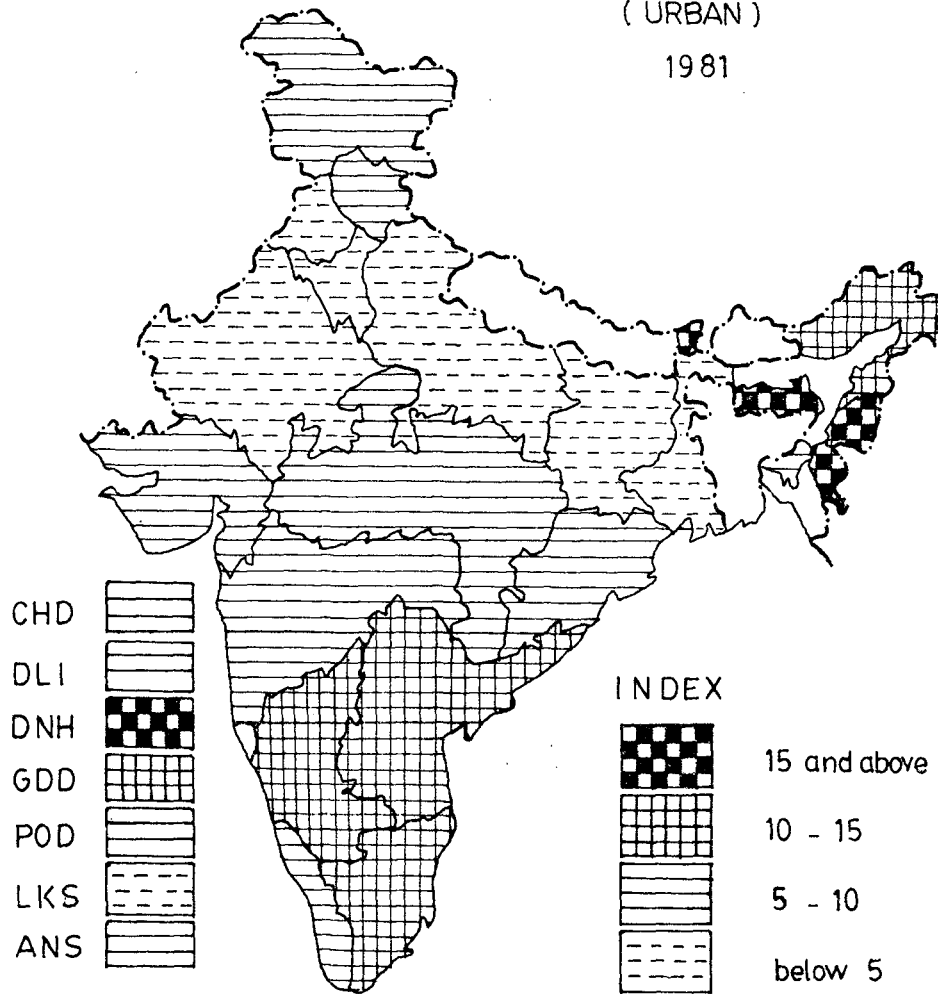 ( URBAN )
1981
CHD
DLI
DNH
GDD
POD
LKS
ANS
INDEX
15 and above
10 - 15
5 - 10
below 5